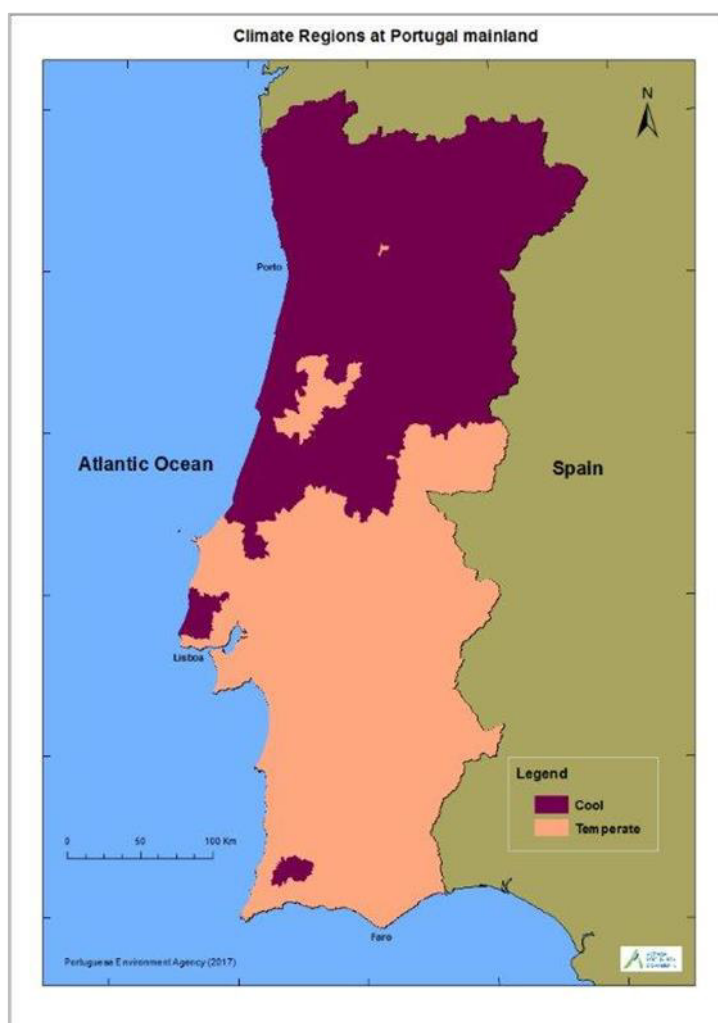 Climate Regions at Portugal mainland
N
Porto
Atlantic Ocean
Spain
Lisboa
Legend
Cool
Temperate
0 50 100 Km
Faro
Portuguese Environment Agency (2017)